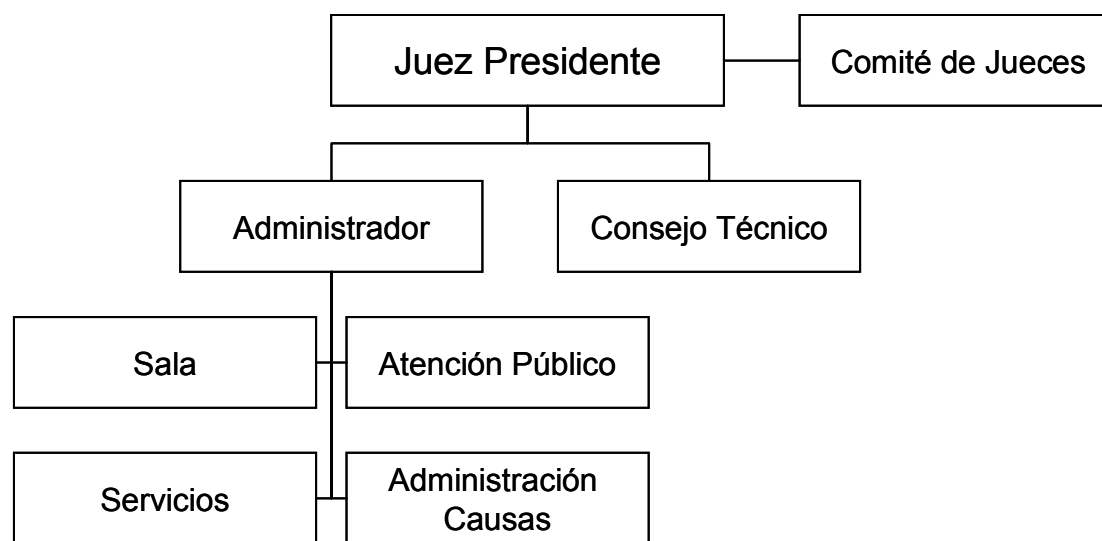 Juez Presidente
Comité de Jueces
Administrador
Consejo Técnico
Sala
Atención Público
Servicios
Administración
Causas